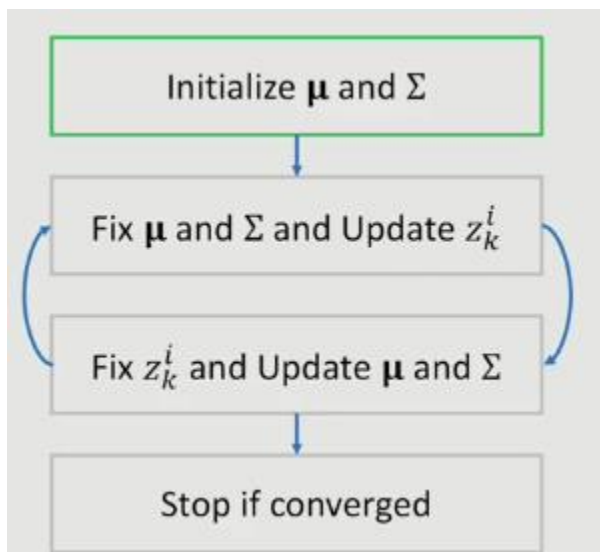 Initialize μ and Σ
Fix μ and Σ and Update z_k^i
Fix z_k^i and Update μ and Σ
Stop if converged